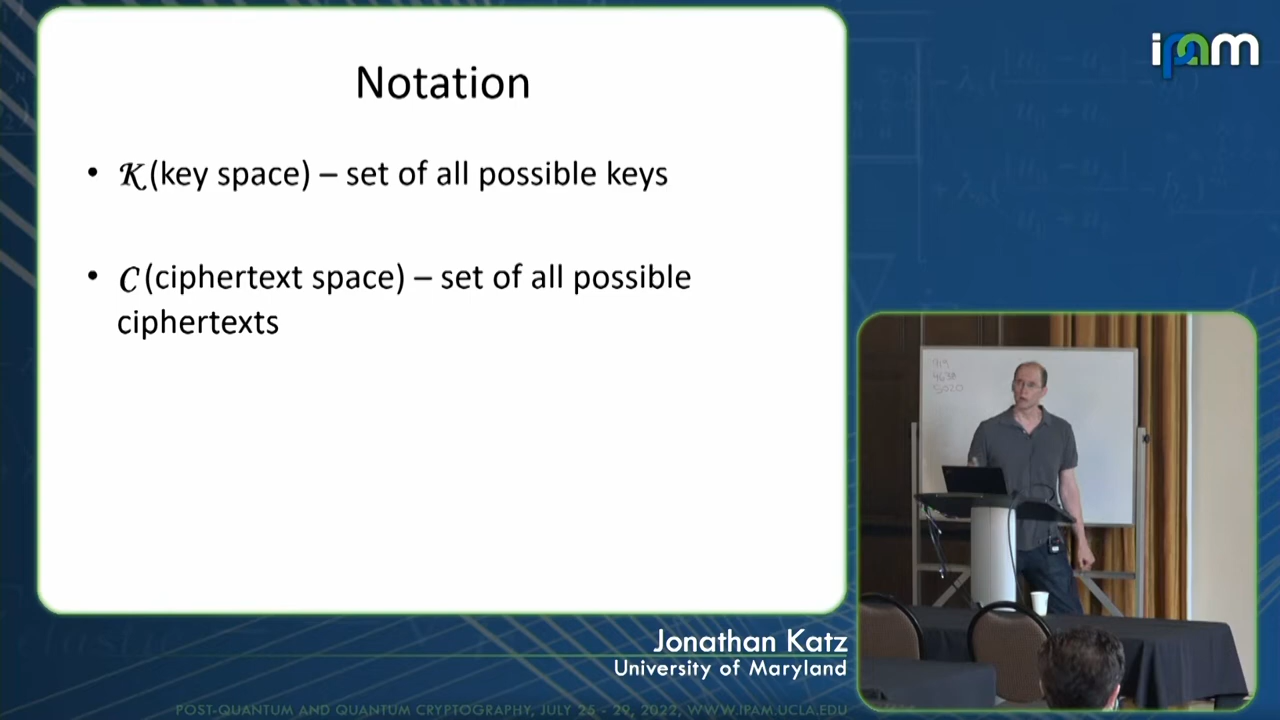 ipam
Notation
• 𝒦 (key space) – set of all possible keys
• 𝒞 (ciphertext space) – set of all possible
ciphertexts
919
Jonathan Katz
University of Maryland
POST-QUANTUM AND QUANTUM CRYPTOGRAPHY, JULY 25 - 29, 2022, WWW.IPAM.UCLA.EDU